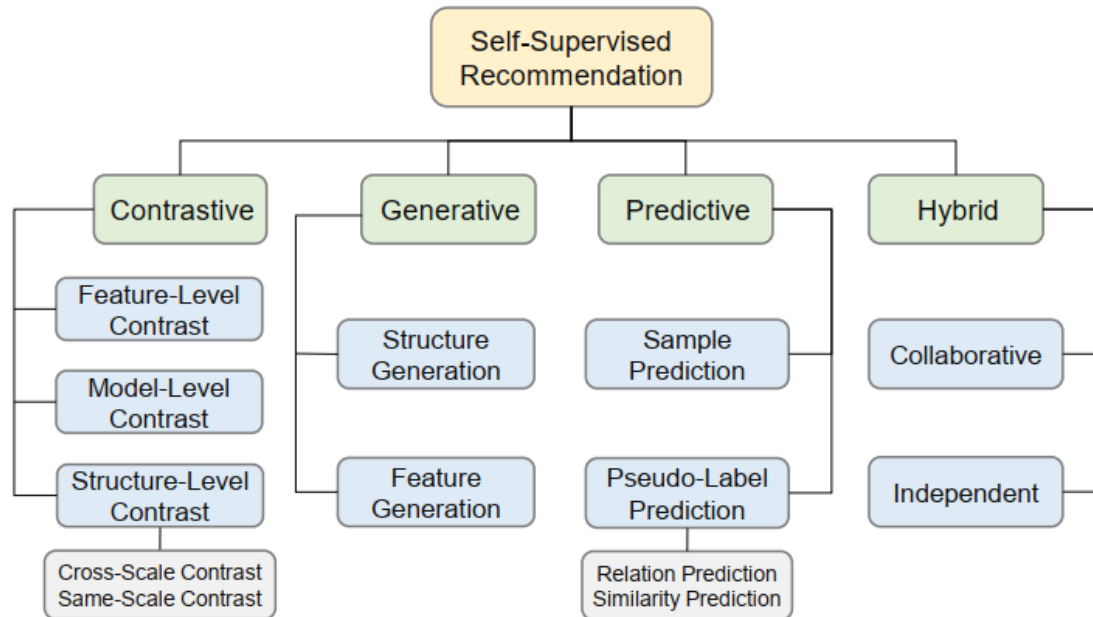 Self-Supervised
Recommendation
Contrastive
Generative
Predictive
Hybrid
Feature-Level
Contrast
Model-Level
Contrast
Structure-Level
Contrast
Cross-Scale Contrast
Same-Scale Contrast
Structure
Generation
Feature
Generation
Sample
Prediction
Pseudo-Label
Prediction
Relation Prediction
Similarity Prediction
Collaborative
Independent